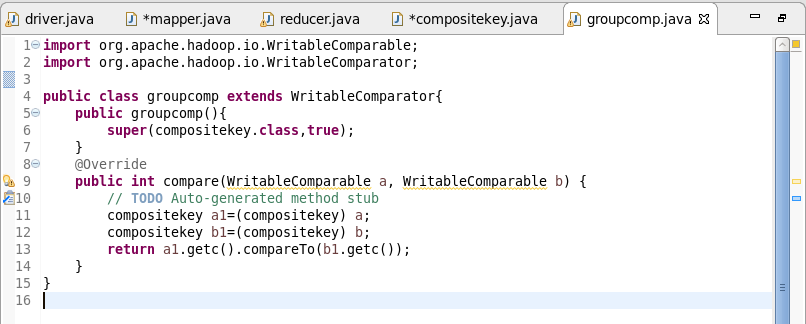 driver.java *mapper.java reducer.java *compositekey.java groupcomp.java
1 import org.apache.hadoop.io.WritableComparable;
2 import org.apache.hadoop.io.WritableComparator;
3
4 public class groupcomp extends WritableComparator{
5     public groupcomp(){
6         super(compositekey.class,true);
7     }
8     @Override
9     public int compare(WritableComparable a, WritableComparable b) {
10         // TODO Auto-generated method stub
11         compositekey a1=(compositekey) a;
12         compositekey b1=(compositekey) b;
13         return a1.getc().compareTo(b1.getc());
14     }
15 }
16